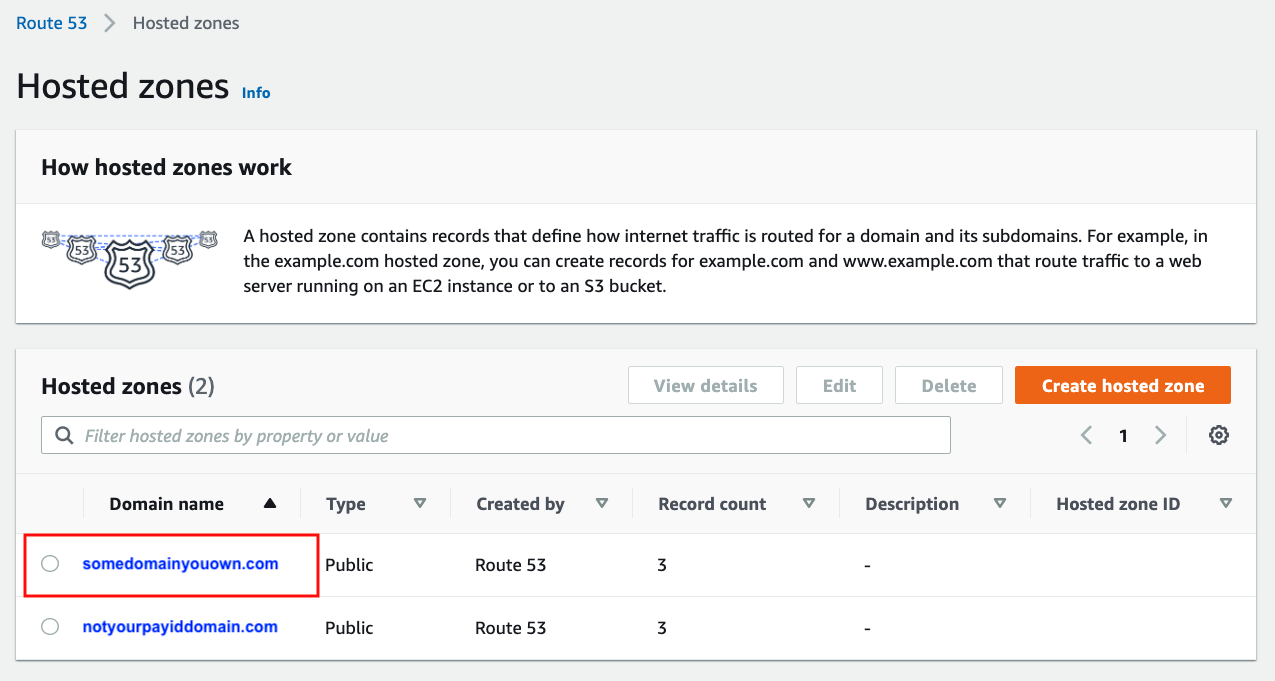 Route 53 > Hosted zones
Hosted zones Info
How hosted zones work
53 53 53 53 53
A hosted zone contains records that define how internet traffic is routed for a domain and its subdomains. For example, in
the example.com hosted zone, you can create records for example.com and www.example.com that route traffic to a web
server running on an EC2 instance or to an S3 bucket.
Hosted zones (2) View details Edit Delete Create hosted zone
Filter hosted zones by property or value 1
Domain name Type Created by Record count Description Hosted zone ID
somedomainyouown.com Public Route 53 3 -
notyourpayiddomain.com Public Route 53 3 -